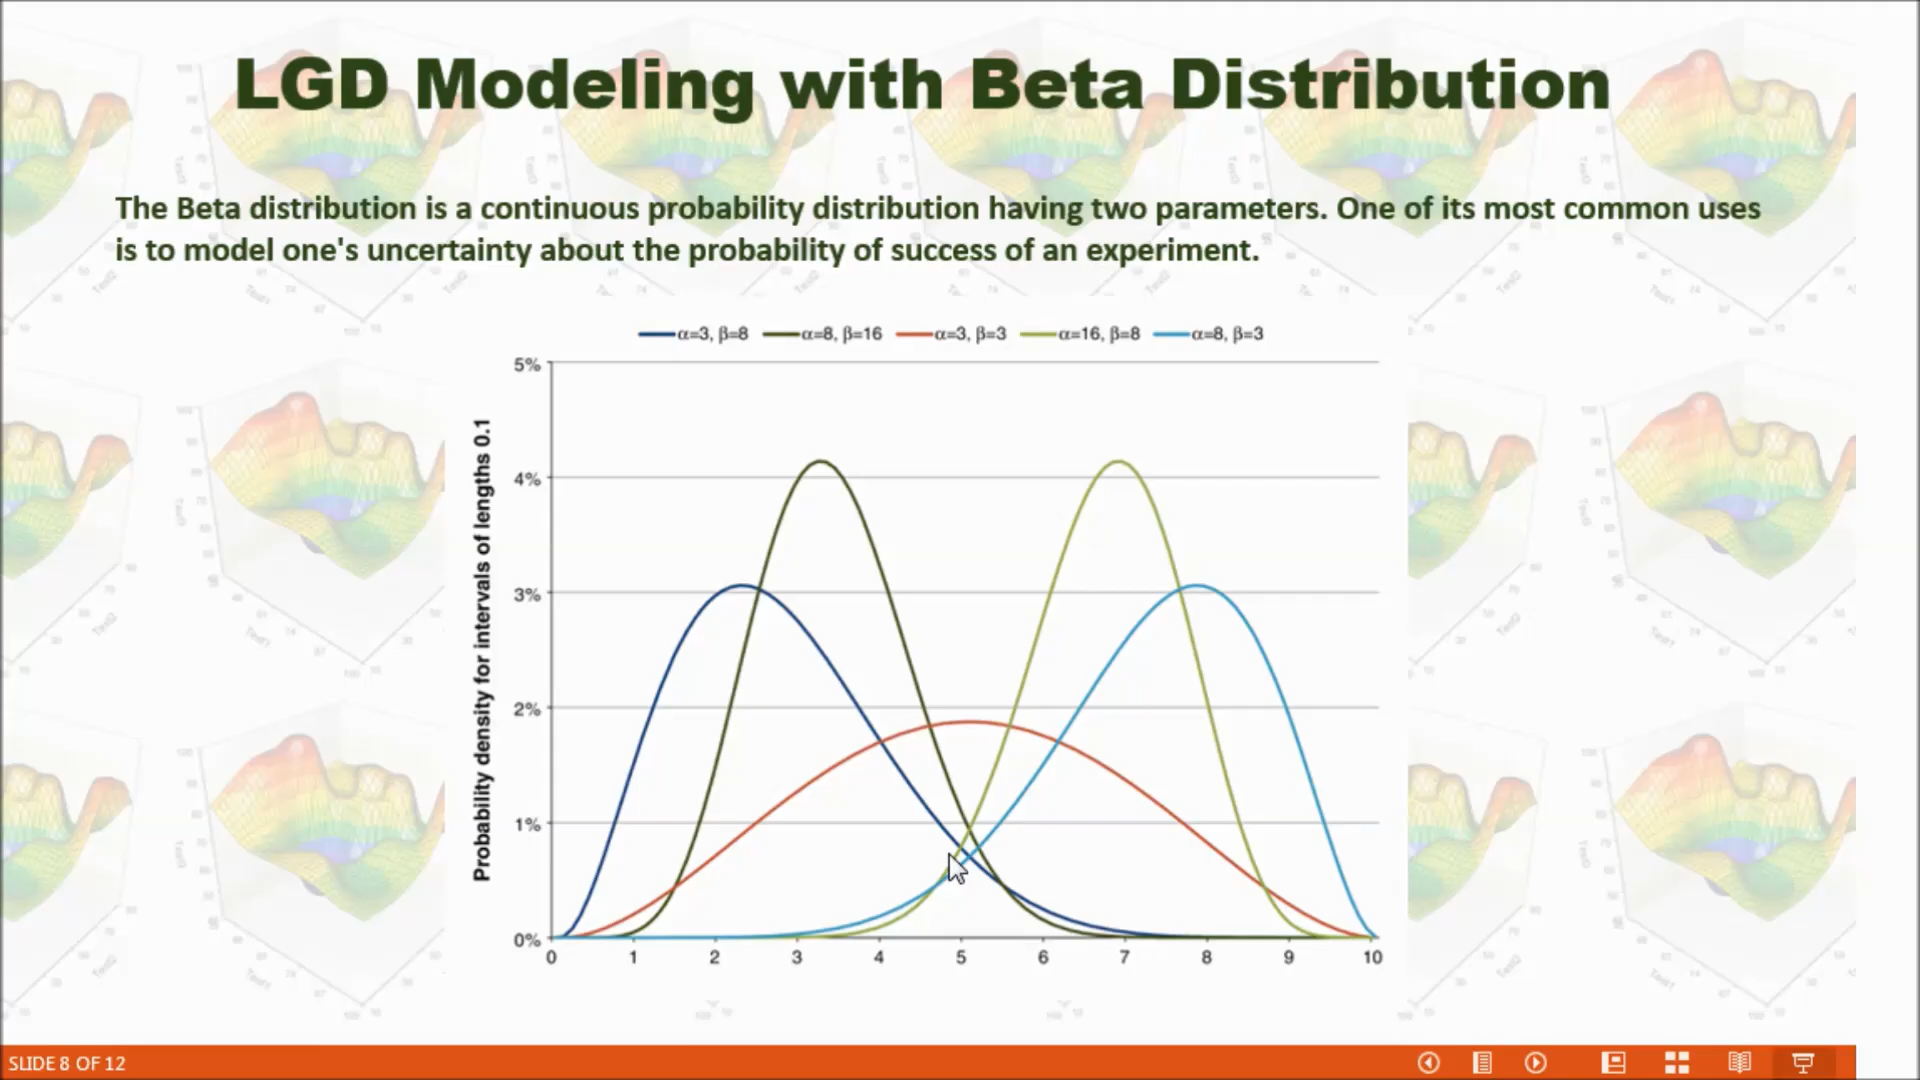 LGD Modeling with Beta Distribution
The Beta distribution is a continuous probability distribution having two parameters. One of its most common uses
is to model one's uncertainty about the probability of success of an experiment.
α=3, β=8 α=8, β=16 α=3, β=3 α=16, β=8 α=8, β=3
Probability density for intervals of lengths 0.1
5%
4%
3%
2%
1%
0%
0 1 2 3 4 5 6 7 8 9 10
SLIDE 8 OF 12